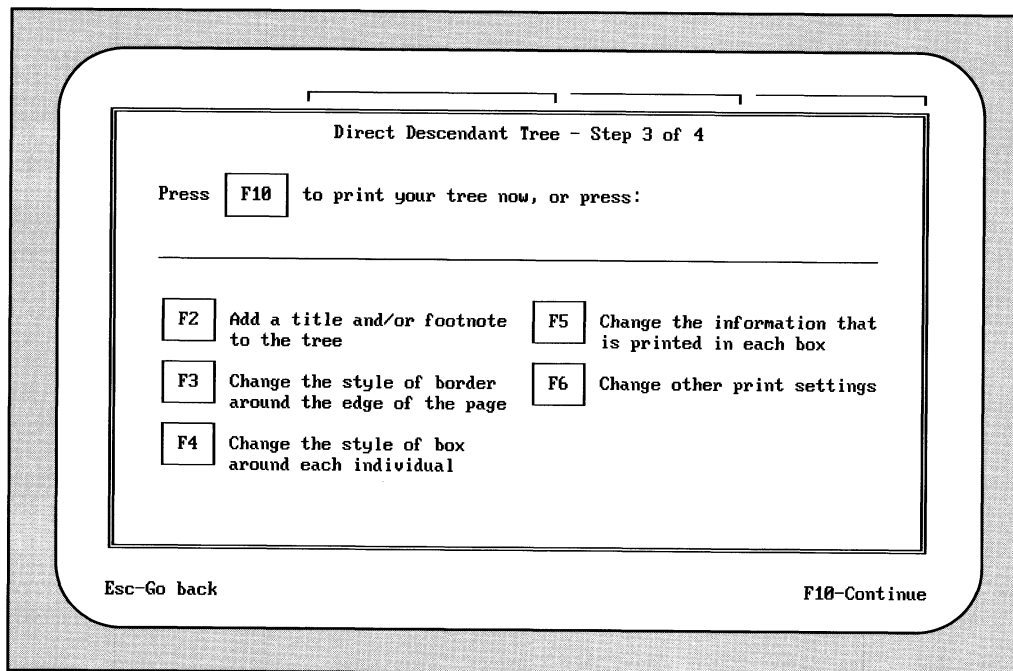 Direct Descendant Tree - Step 3 of 4
Press F10 to print your tree now, or press:
F2 Add a title and/or footnote
to the tree
F3 Change the style of border
around the edge of the page
F4 Change the style of box
around each individual
F5 Change the information that
is printed in each box
F6 Change other print settings
Esc-Go back
F10-Continue